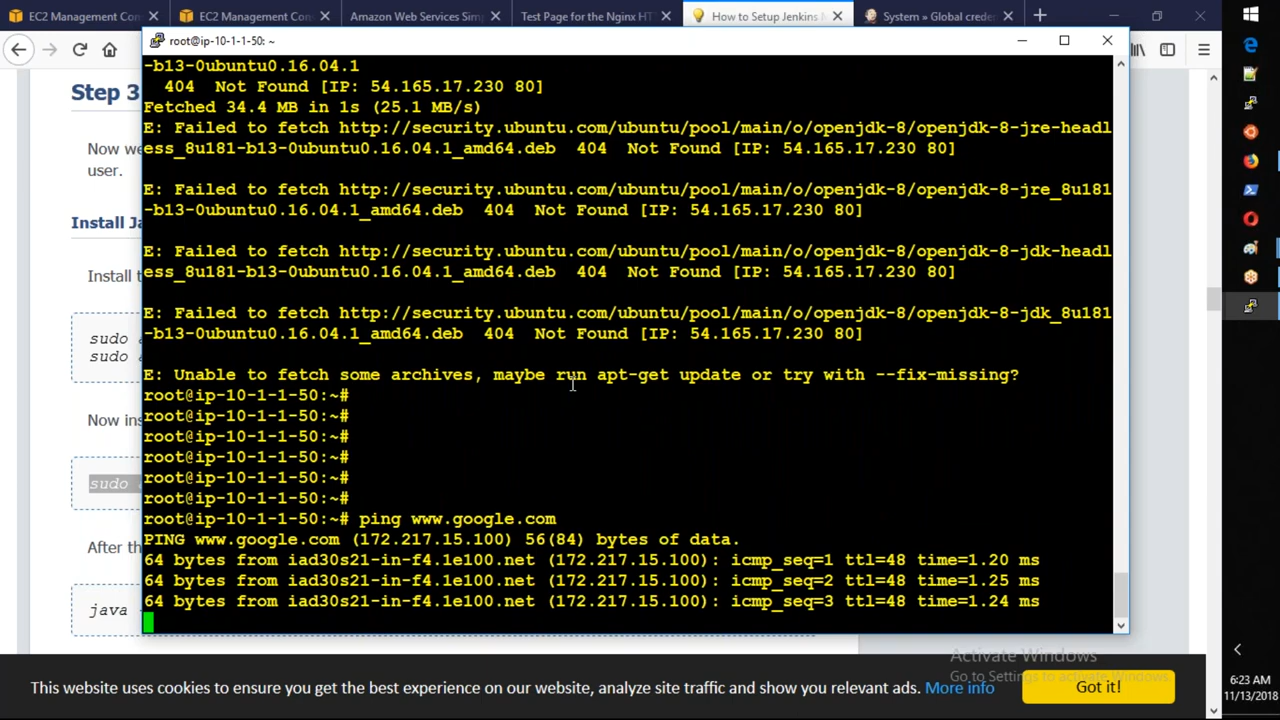 EC2 Management Con
EC2 Management Cons
Amazon Web Services Sim
Test Page for the Nginx HT
How to Setup Jenkins M
System » Global crede
root@ip-10-1-1-50: ~
-b13-0ubuntu0.16.04.1
404 Not Found [IP: 54.165.17.230 80]
Fetched 34.4 MB in 1s (25.1 MB/s)
E: Failed to fetch http://security.ubuntu.com/ubuntu/pool/main/o/openjdk-8/openjdk-8-jre-headl
ess_8u181-b13-0ubuntu0.16.04.1_amd64.deb 404 Not Found [IP: 54.165.17.230 80]
E: Failed to fetch http://security.ubuntu.com/ubuntu/pool/main/o/openjdk-8/openjdk-8-jre_8u181
-b13-0ubuntu0.16.04.1_amd64.deb 404 Not Found [IP: 54.165.17.230 80]
E: Failed to fetch http://security.ubuntu.com/ubuntu/pool/main/o/openjdk-8/openjdk-8-jdk-headl
ess_8u181-b13-0ubuntu0.16.04.1_amd64.deb 404 Not Found [IP: 54.165.17.230 80]
E: Failed to fetch http://security.ubuntu.com/ubuntu/pool/main/o/openjdk-8/openjdk-8-jdk_8u181
-b13-0ubuntu0.16.04.1_amd64.deb 404 Not Found [IP: 54.165.17.230 80]
E: Unable to fetch some archives, maybe run apt-get update or try with --fix-missing?
root@ip-10-1-1-50:~#
root@ip-10-1-1-50:~#
root@ip-10-1-1-50:~#
root@ip-10-1-1-50:~#
root@ip-10-1-1-50:~#
root@ip-10-1-1-50:~#
root@ip-10-1-1-50:~# ping www.google.com
PING www.google.com (172.217.15.100) 56(84) bytes of data.
64 bytes from iad30s21-in-f4.1e100.net (172.217.15.100): icmp_seq=1 ttl=48 time=1.20 ms
64 bytes from iad30s21-in-f4.1e100.net (172.217.15.100): icmp_seq=2 ttl=48 time=1.25 ms
64 bytes from iad30s21-in-f4.1e100.net (172.217.15.100): icmp_seq=3 ttl=48 time=1.24 ms
Step 3
Now we
user.
Install Ja
Install t
sudo a
sudo a
Now ins
sudo a
After th
java -
This website uses cookies to ensure you get the best experience on our website, analyze site traffic and show you relevant ads. More info
Got it!
Activate Windows
Go to Settings to activate Windows.
6:23 AM
11/13/2018